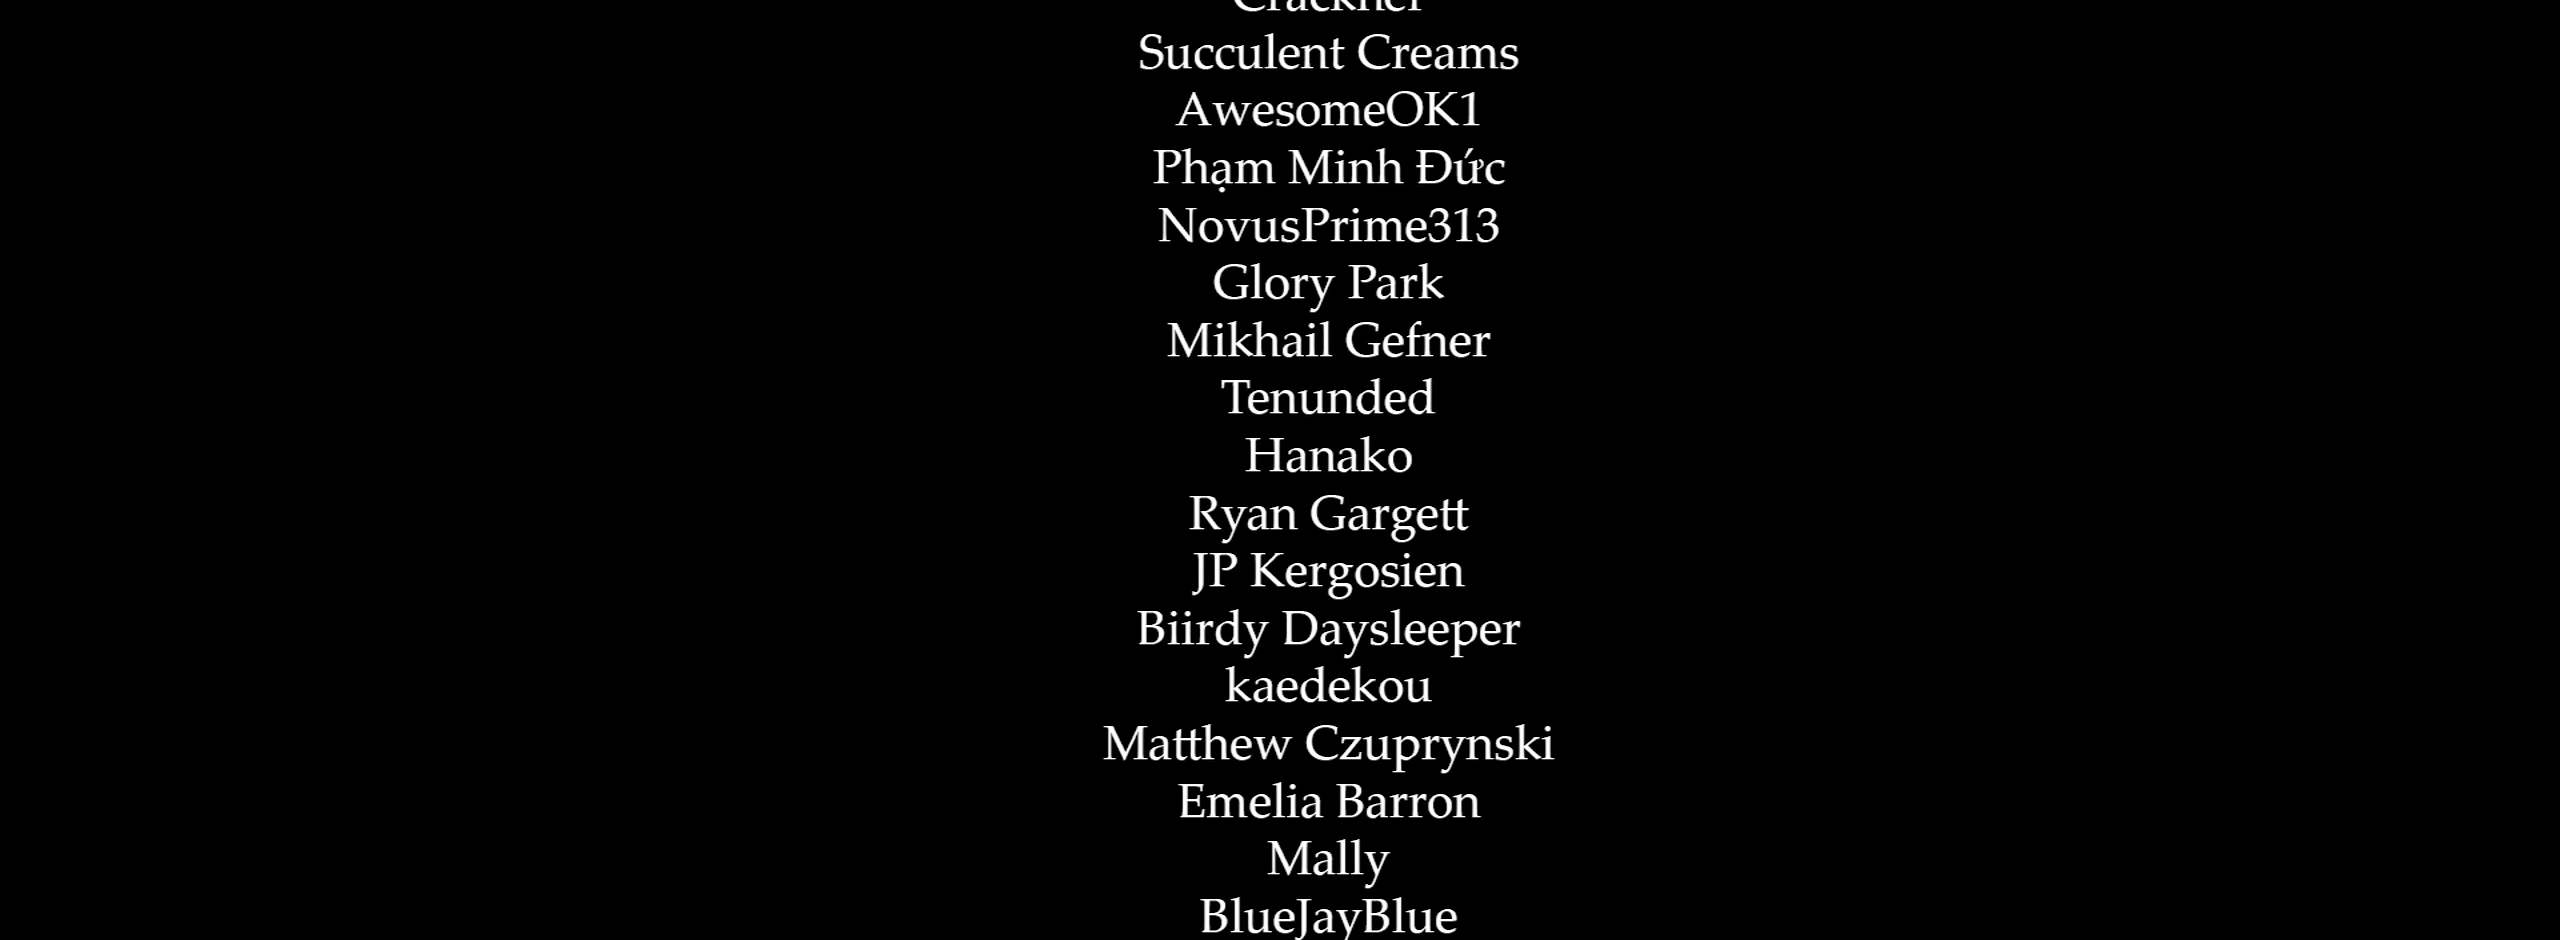 Succulent Creams
AwesomeOK1
Phạm Minh Đức
NovusPrime313
Glory Park
Mikhail Gefner
Tenunded
Hanako
Ryan Gargett
JP Kergosien
Biirdy Daysleeper
kaedekou
Matthew Czuprynski
Emelia Barron
Mally
BlueJayBlue